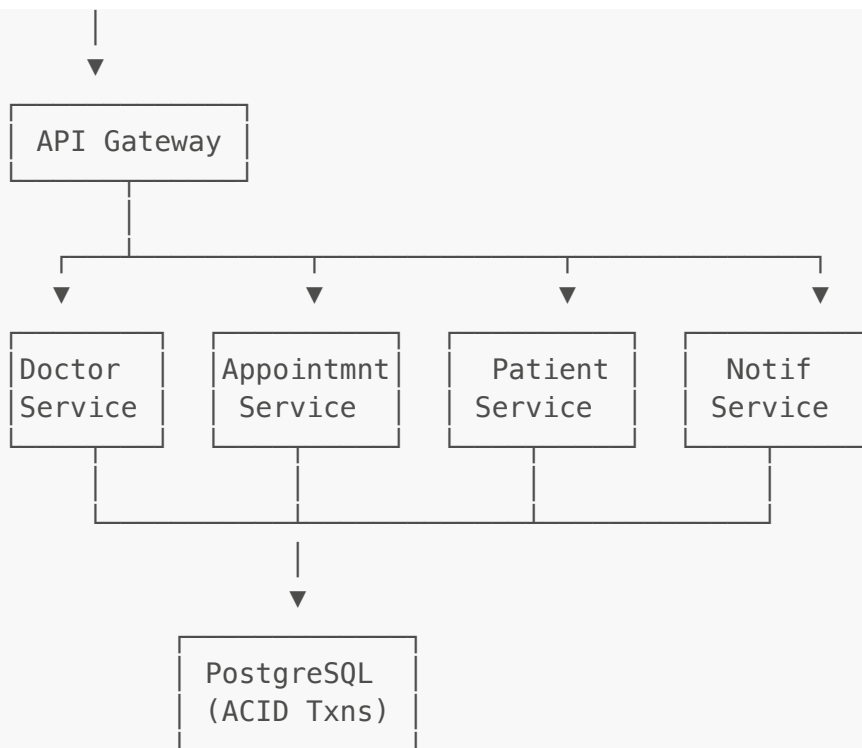 API Gateway
Doctor Appointmnt Patient Notif
Service Service Service Service
PostgreSQL
(ACID Txns)